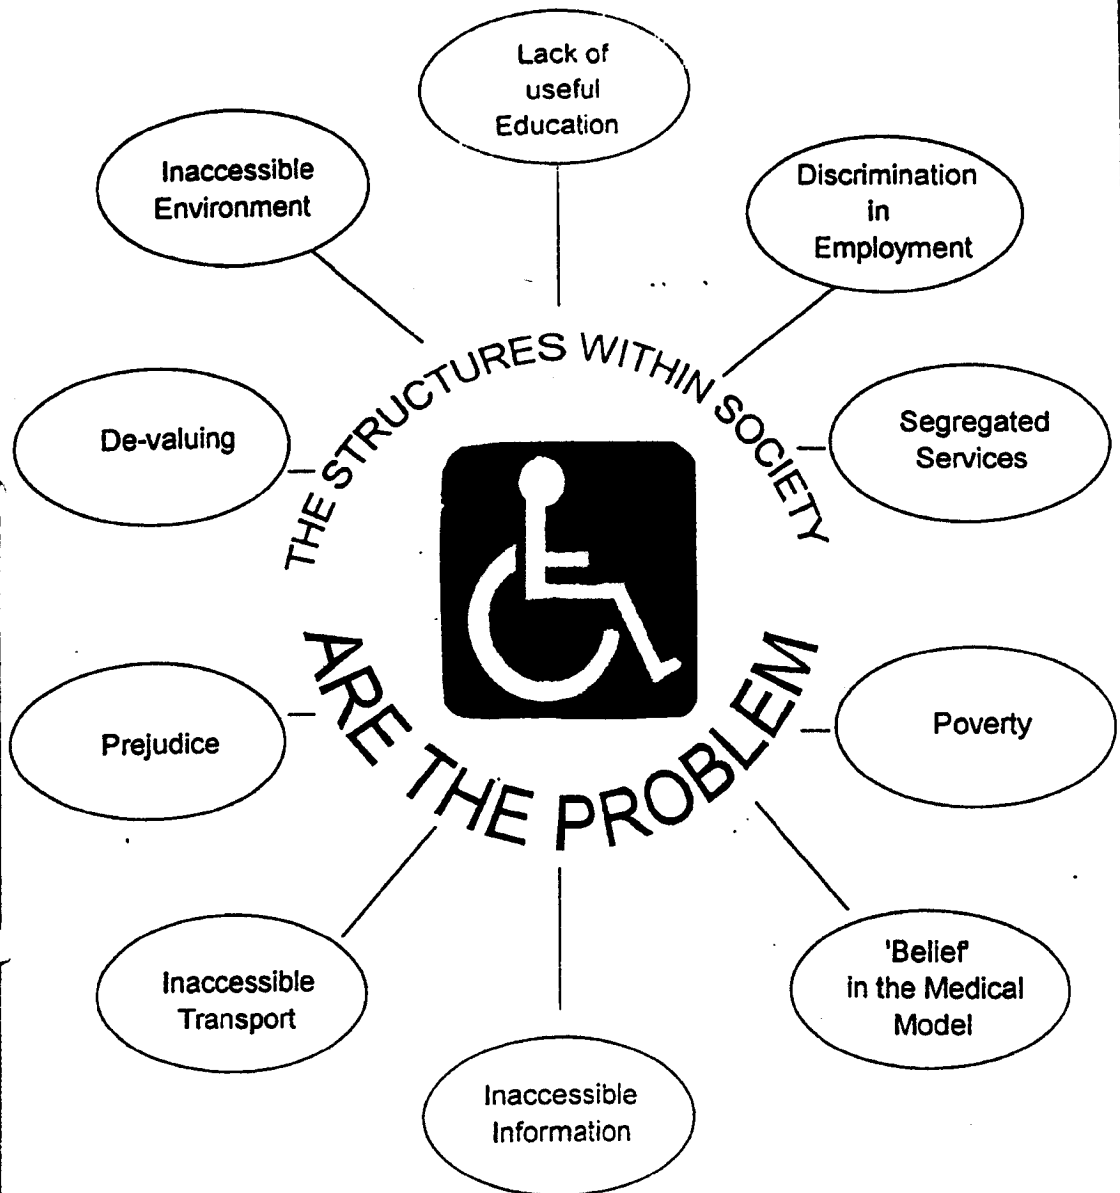 Lack of
useful
Education
Inaccessible
Environment
Discrimination
in
Employment
THE STRUCTURES WITHIN SOCIETY
De-valuing
Segregated
Services
ARE THE PROBLEM
Prejudice
Poverty
Inaccessible
Transport
'Belief'
in the Medical
Model
Inaccessible
Information